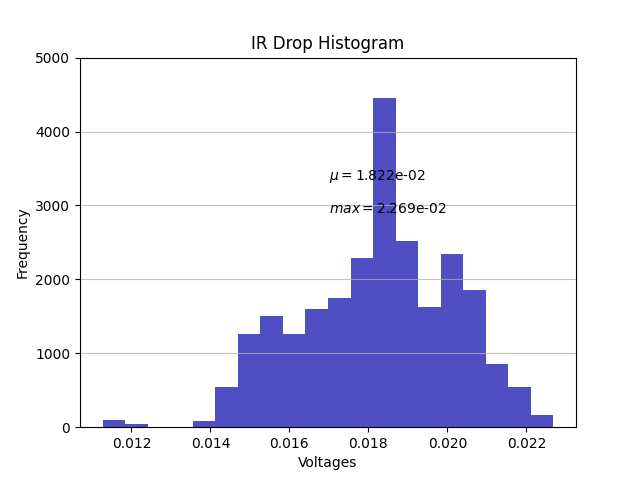 IR Drop Histogram
5000
4000
3000
2000
1000
0
Frequency
μ = 1.822e-02
max = 2.269e-02
0.012 0.014 0.016 0.018 0.020 0.022
Voltages